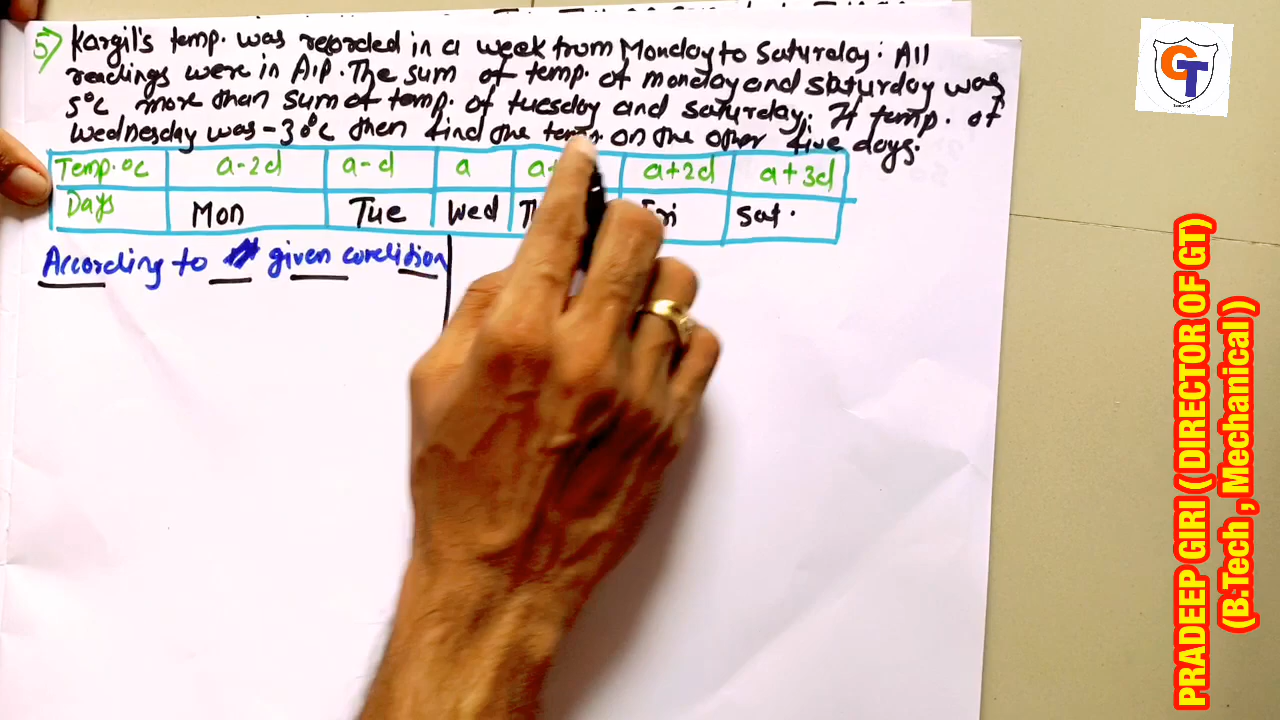 5) Kargil's temp. was reporded in a week from Monday to Saturday: All
readings were in A.P. The sum of temp. of monday and saturday was
5°C more than sum of temp. of tuesday and saturday. If temp. of
wednesday was -30°C then find the temp. on the other five days.
Temp. °C a-2d a-d a a+ a+2d a+3d
Days Mon Tue Wed Fri Sat.
According to given condition
GT
PRADEEP GIRI (( DIRECTOR OF GT)
(B.Tech , Mechanical )